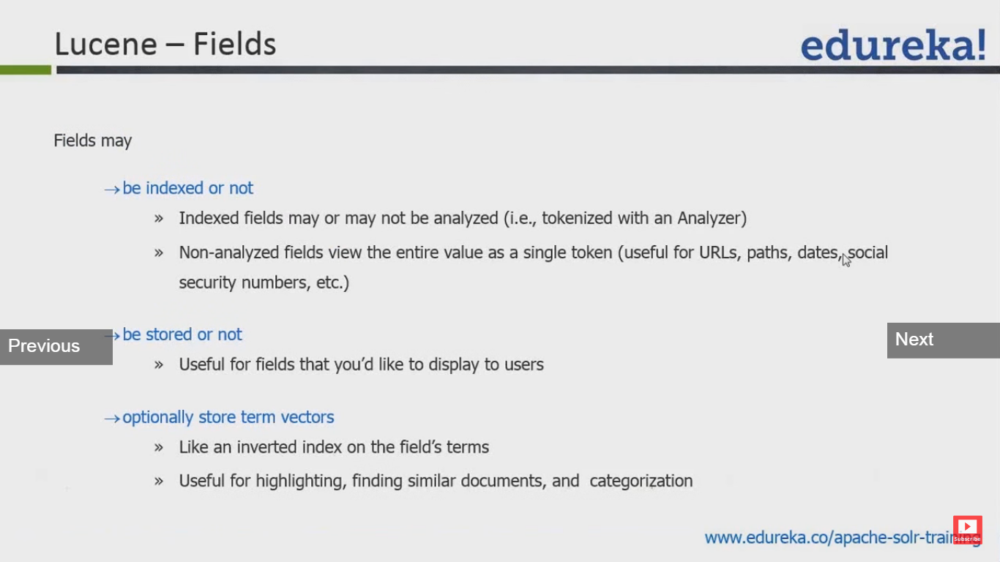 Lucene – Fields
edureka!
Fields may
→be indexed or not
» Indexed fields may or may not be analyzed (i.e., tokenized with an Analyzer)
» Non-analyzed fields view the entire value as a single token (useful for URLs, paths, dates, social
security numbers, etc.)
→be stored or not
Previous
Next
» Useful for fields that you’d like to display to users
→optionally store term vectors
» Like an inverted index on the field’s terms
» Useful for highlighting, finding similar documents, and categorization
www.edureka.co/apache-solr-training
Subscribe